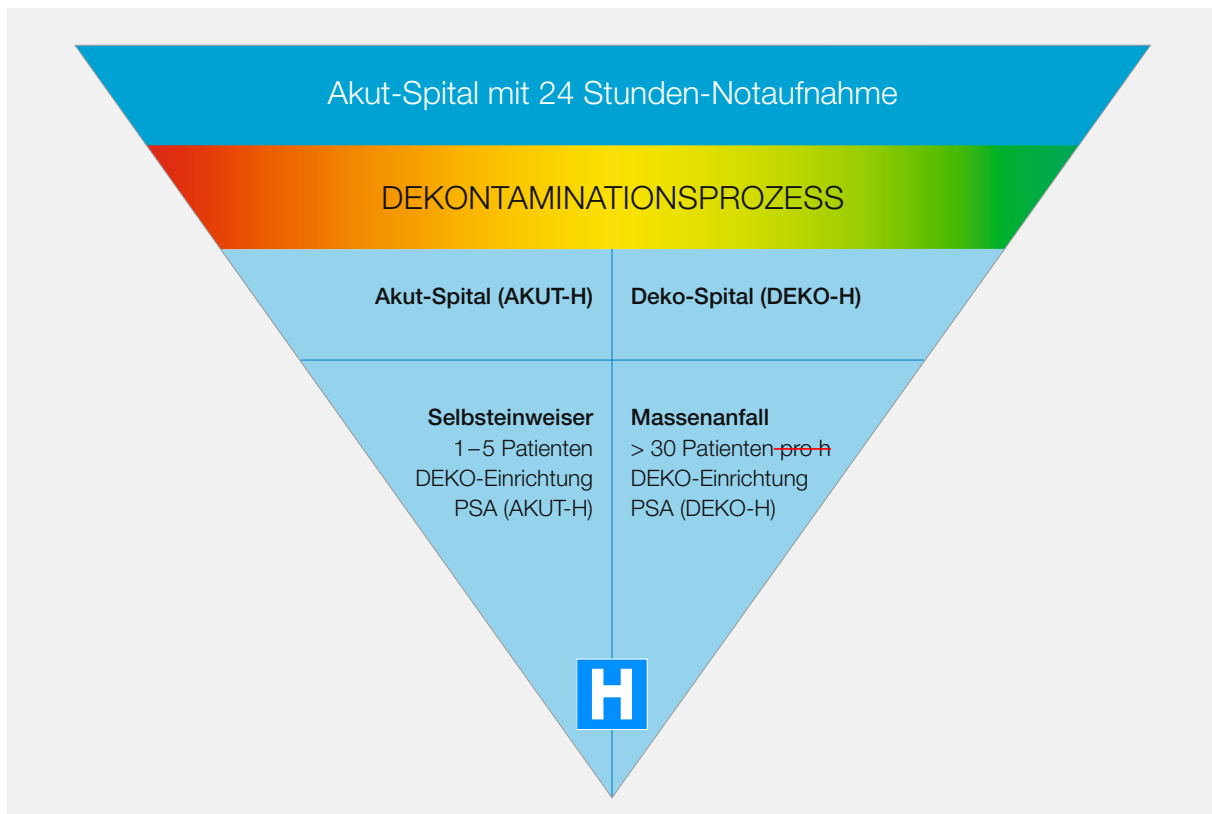 Akut-Spital mit 24 Stunden-Notaufnahme
DEKONTAMINATIONSPROZESS
Akut-Spital (AKUT-H)
Deko-Spital (DEKO-H)
Selbsteinweiser
1–5 Patienten
DEKO-Einrichtung
PSA (AKUT-H)
Massenanfall
> 30 Patienten pro h
DEKO-Einrichtung
PSA (DEKO-H)
H